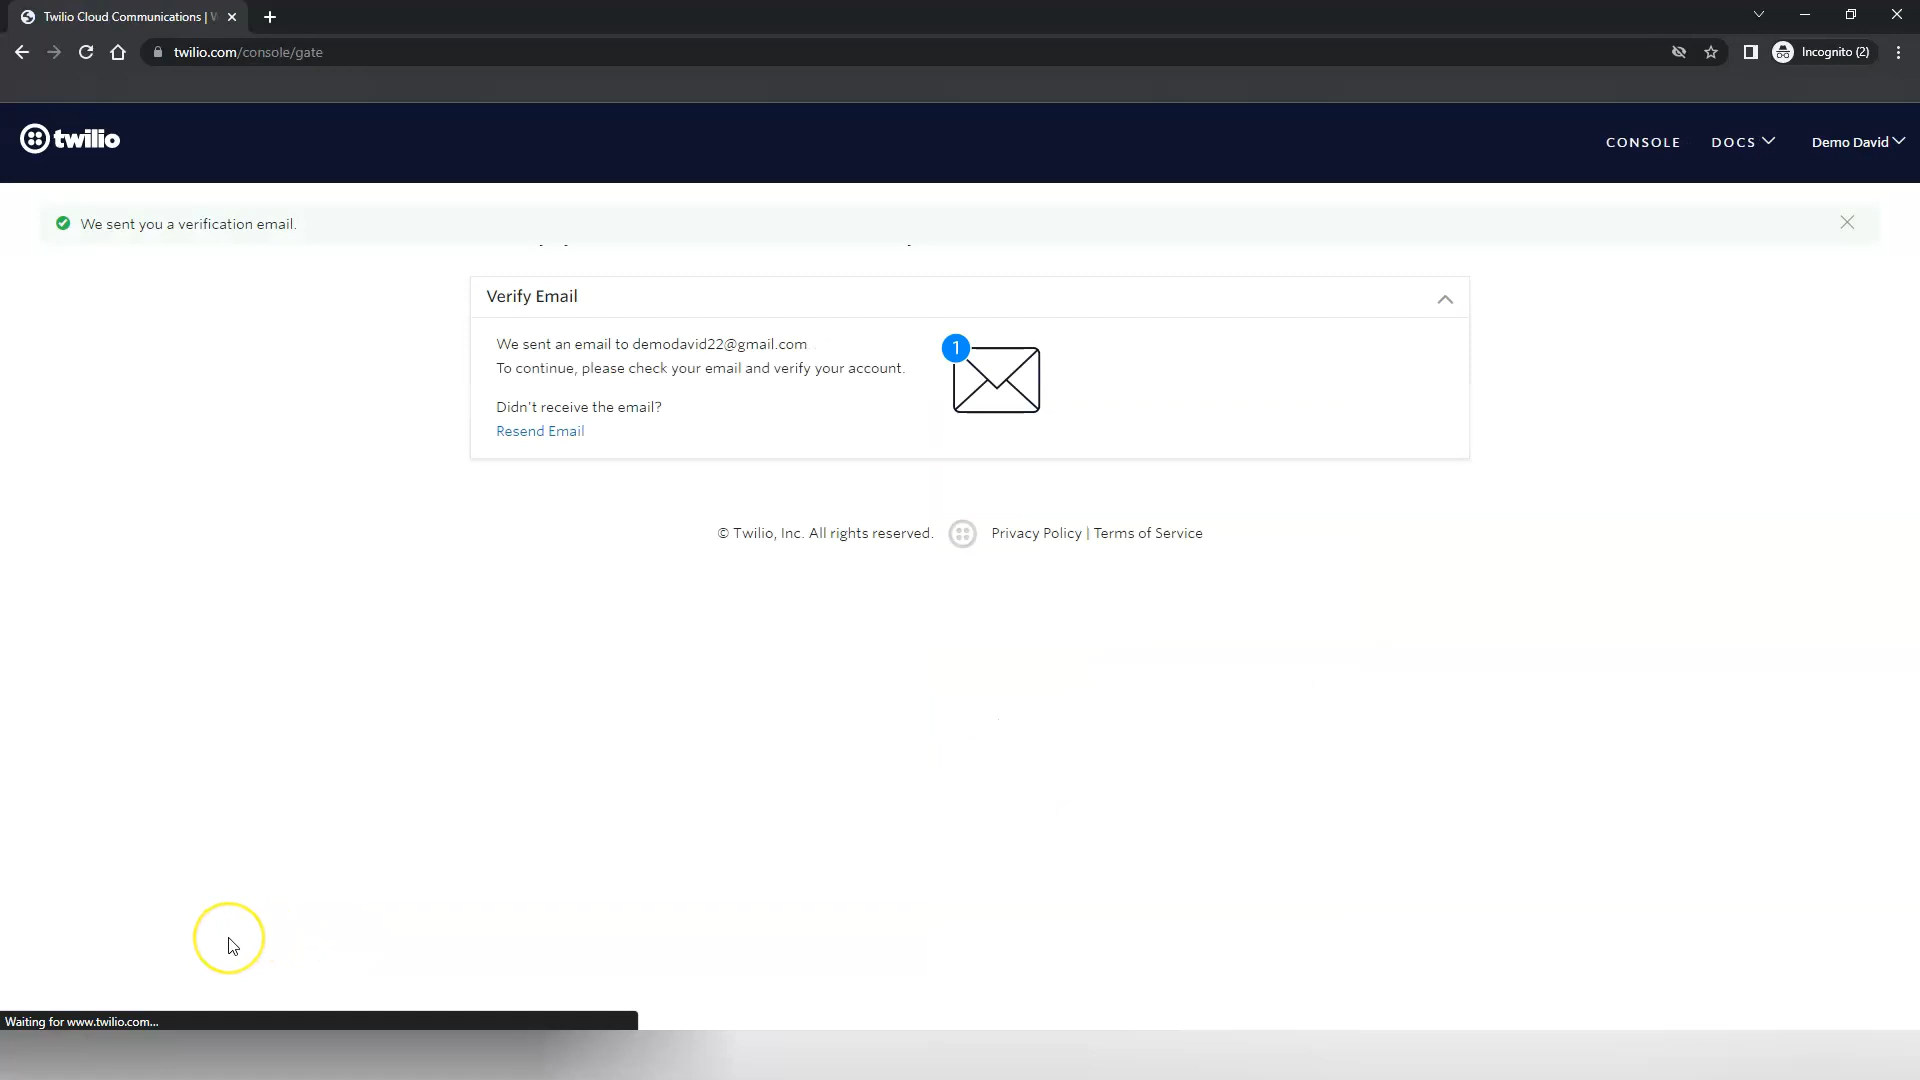 Twilio Cloud Communications |
twilio.com/console/gate
Incognito (2)
twilio
CONSOLE
DOCS
Demo David
We sent you a verification email.
Verify Email
We sent an email to demodavid22@gmail.com
To continue, please check your email and verify your account.
1
Didn't receive the email?
Resend Email
© Twilio, Inc. All rights reserved.
Privacy Policy | Terms of Service
Waiting for www.twilio.com...